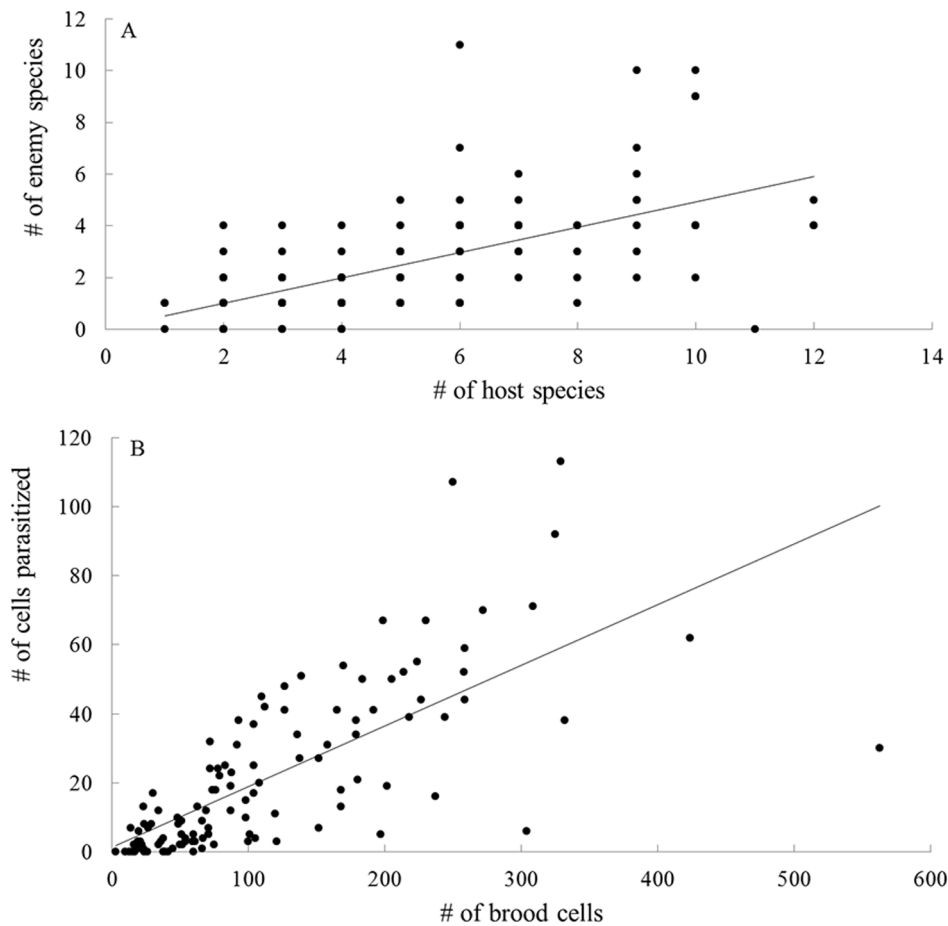 A
# of enemy species
12
10
8
6
4
2
0
0 2 4 6 8 10 12 14
# of host species
B
# of cells parasitized
120
100
80
60
40
20
0
0 100 200 300 400 500 600
# of brood cells